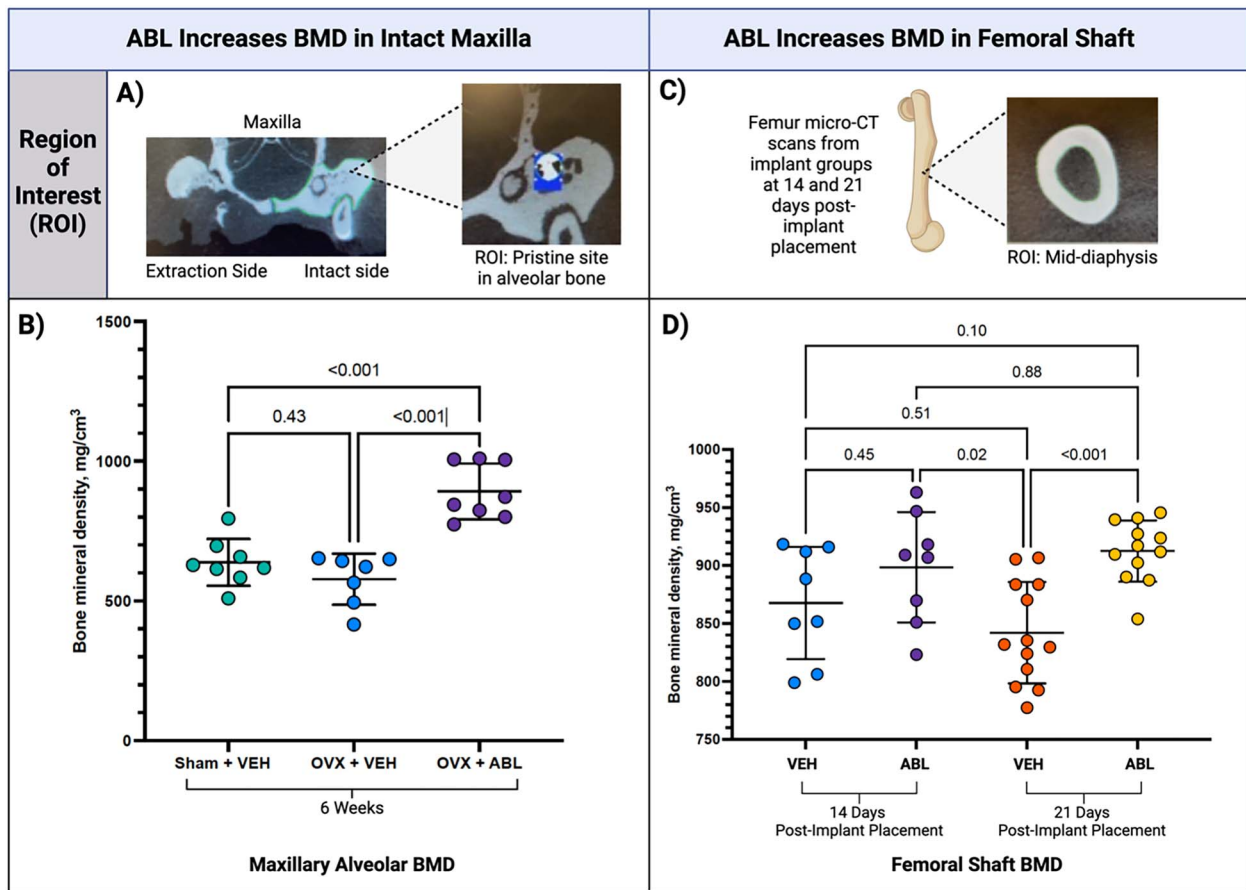 ABL Increases BMD in Intact Maxilla
ABL Increases BMD in Femoral Shaft
Region
of
Interest
(ROI)
A)
Maxilla
Extraction Side
Intact side
ROI: Pristine site
in alveolar bone
C)
Femur micro-CT
scans from
implant groups
at 14 and 21
days post-
implant
placement
ROI: Mid-diaphysis
B)
Bone mineral density, mg/cm³
1500
1000
500
0
<0.001
0.43
<0.001
Sham + VEH
OVX + VEH
OVX + ABL
6 Weeks
Maxillary Alveolar BMD
D)
Bone mineral density, mg/cm³
1000
950
900
850
800
750
0.10
0.88
0.51
0.45
0.02
<0.001
VEH
ABL
VEH
ABL
14 Days
Post-Implant Placement
21 Days
Post-Implant Placement
Femoral Shaft BMD